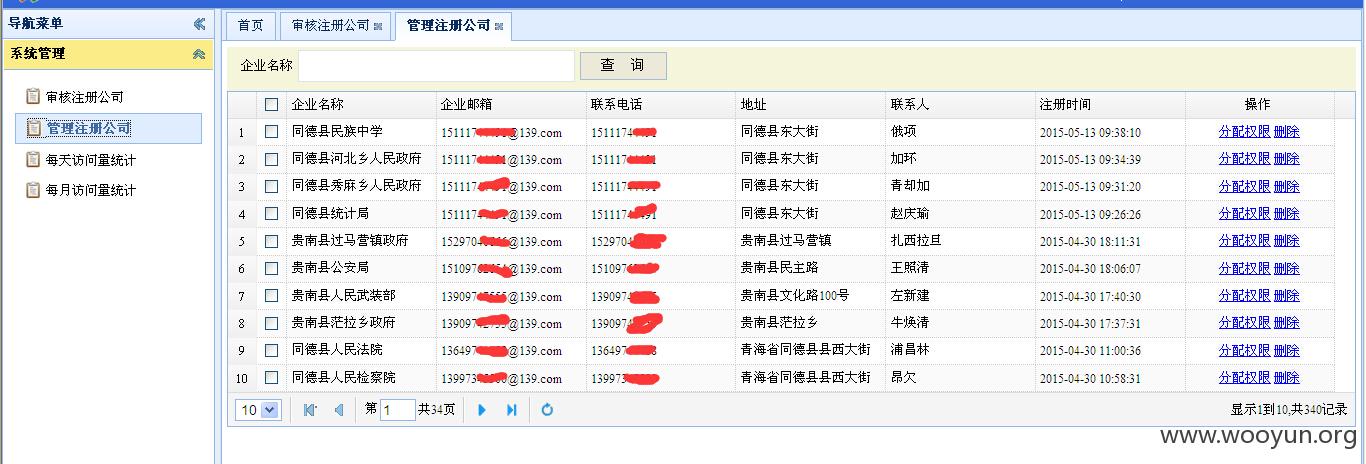 导航菜单
系统管理
审核注册公司
管理注册公司
每天访问量统计
每月访问量统计
首页 审核注册公司 管理注册公司
企业名称 查 询
企业名称 企业邮箱 联系电话 地址 联系人 注册时间 操作
1 同德县民族中学 151117 @139.com 151117 同德县东大街 俄项 2015-05-13 09:38:10 分配权限 删除
2 同德县河北乡人民政府 151117 @139.com 151117 同德县东大街 加环 2015-05-13 09:34:39 分配权限 删除
3 同德县秀麻乡人民政府 151117 @139.com 151117 同德县东大街 青却加 2015-05-13 09:31:20 分配权限 删除
4 同德县统计局 151117 @139.com 151117 同德县东大街 赵庆瑜 2015-05-13 09:26:26 分配权限 删除
5 贵南县过马营镇政府 152970 @139.com 152970 贵南县过马营镇 扎西拉旦 2015-04-30 18:11:31 分配权限 删除
6 贵南县公安局 151097 @139.com 151097 贵南县民主路 王照清 2015-04-30 18:06:07 分配权限 删除
7 贵南县人民武装部 139097 @139.com 139097 贵南县文化路100号 左新建 2015-04-30 17:40:30 分配权限 删除
8 贵南县茫拉乡政府 139097 @139.com 139097 贵南县茫拉乡 牛焕清 2015-04-30 17:37:31 分配权限 删除
9 同德县人民法院 136497 @139.com 136497 青海省同德县县西大街 浦昌林 2015-04-30 11:00:36 分配权限 删除
10 同德县人民检察院 139973 @139.com 139973 青海省同德县县西大街 昂欠 2015-04-30 10:58:31 分配权限 删除
10 第 1 共34页 显示1到10,共340记录
www.wooyun.org